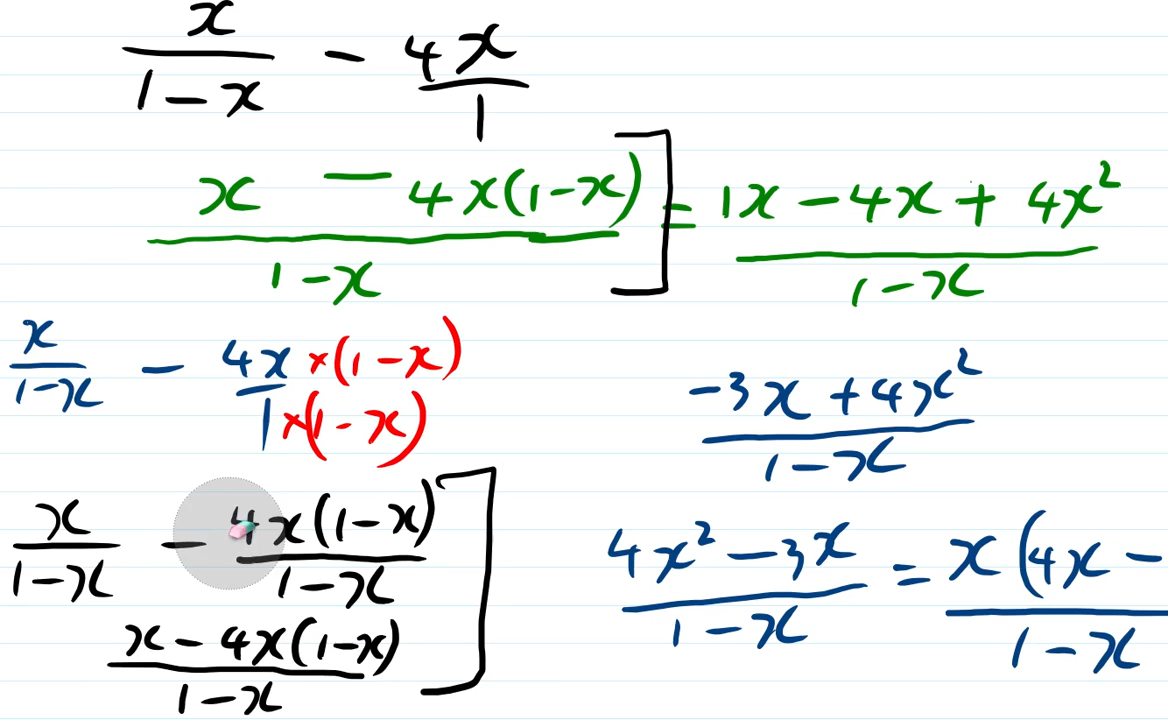 x/(1-x) - 4x/1
(x - 4x(1-x))/(1-x) ] = (1x - 4x + 4x²)/(1-x)
x/(1-x) - 4x×(1-x)/1×(1-x)
(-3x + 4x²)/(1-x)
x/(1-x) - 4x(1-x)/(1-x) ]
(x - 4x(1-x))/(1-x)
(4x² - 3x)/(1-x) = x(4x -/(1-x